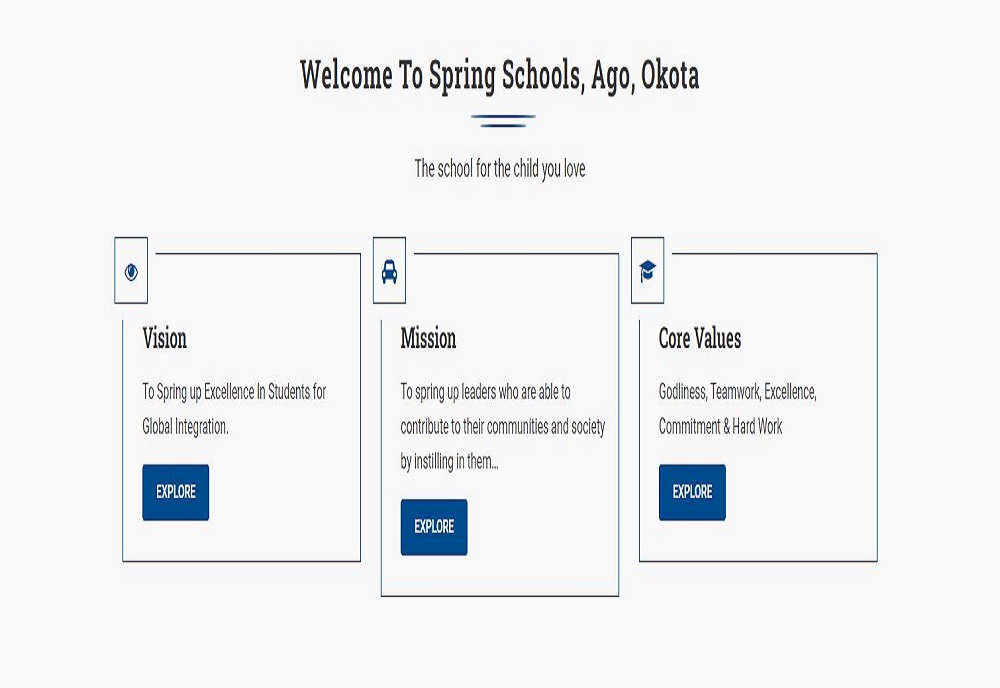 Welcome To Spring Schools, Ago, Okota
The school for the child you love
Vision
To Spring up Excellence In Students for
Global Integration.
EXPLORE
Mission
To spring up leaders who are able to
contribute to their communities and society
by instilling in them...
EXPLORE
Core Values
Godliness, Teamwork, Excellence,
Commitment & Hard Work
EXPLORE